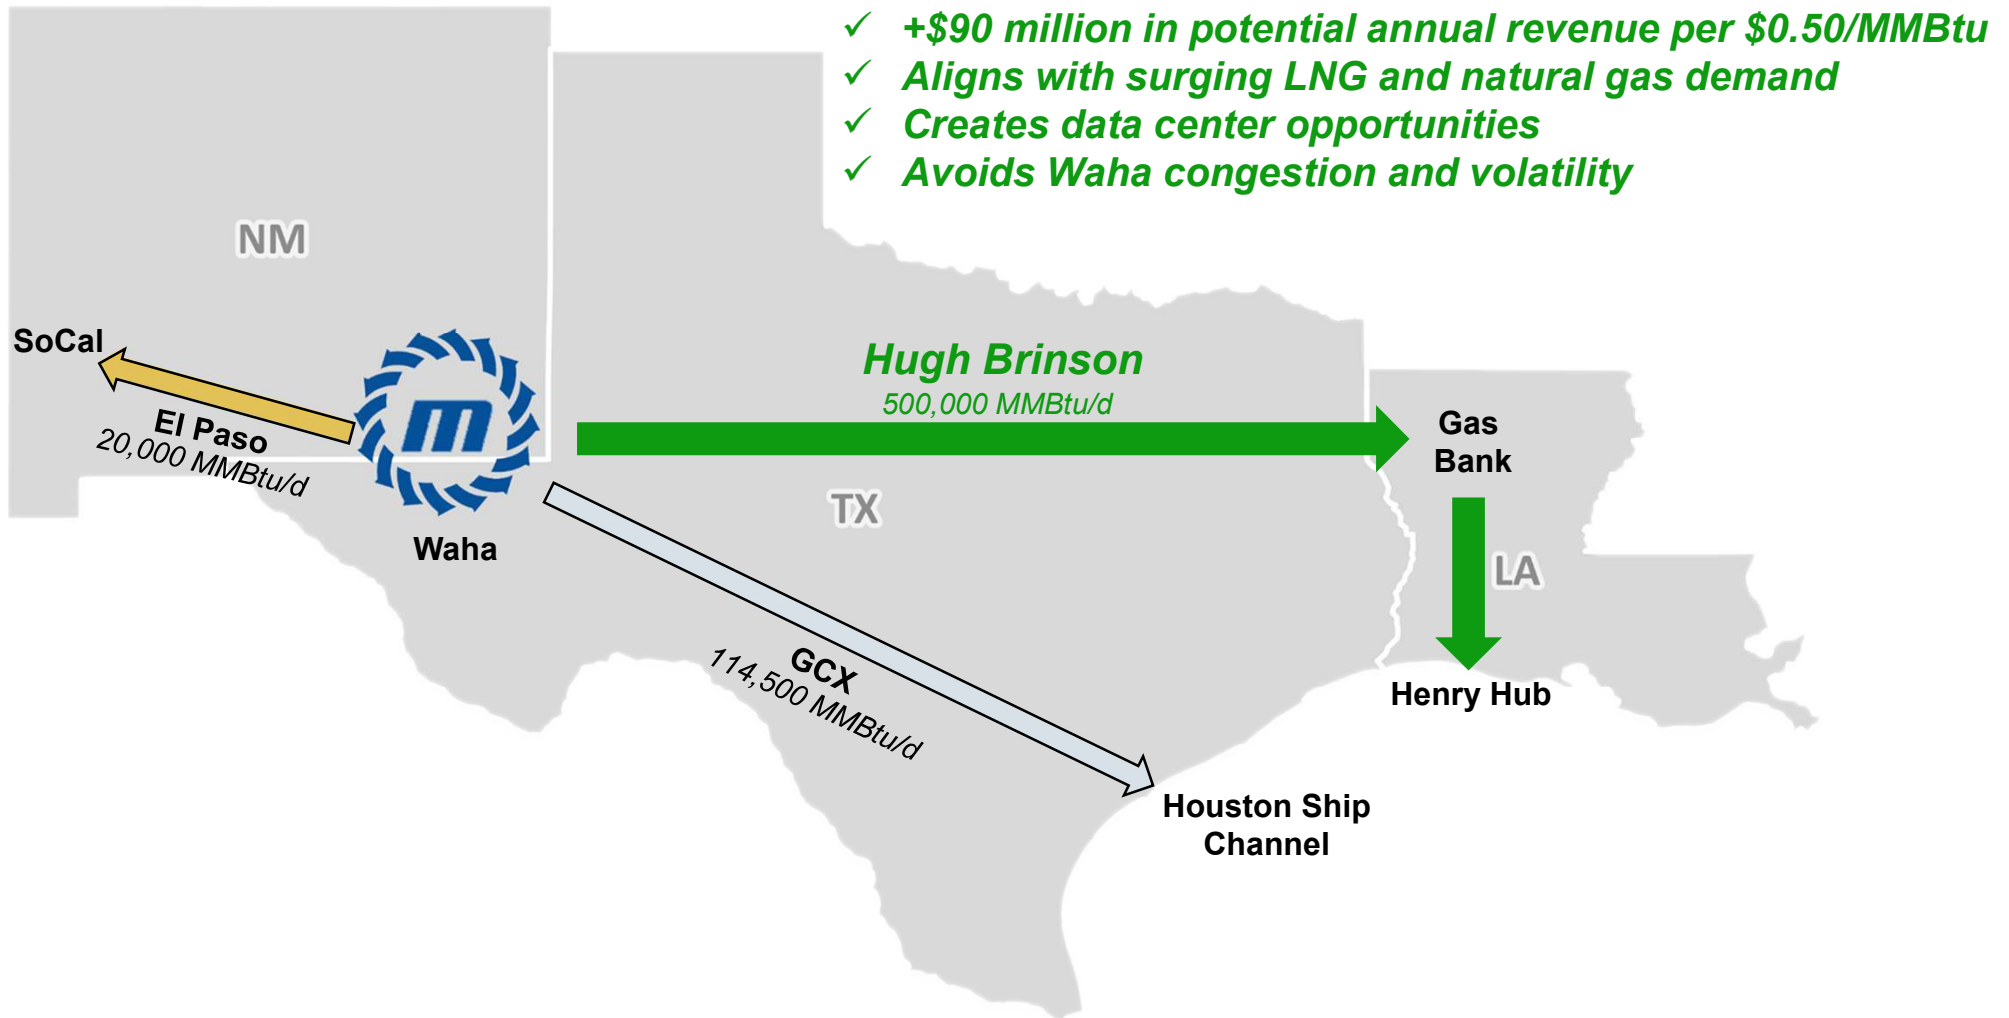 ✓ +$90 million in potential annual revenue per $0.50/MMBtu
✓ Aligns with surging LNG and natural gas demand
✓ Creates data center opportunities
✓ Avoids Waha congestion and volatility
NM
SoCal
El Paso
20,000 MMBtu/d
m
Waha
Hugh Brinson
500,000 MMBtu/d
Gas
Bank
TX
LA
GCX
114,500 MMBtu/d
Henry Hub
Houston Ship
Channel